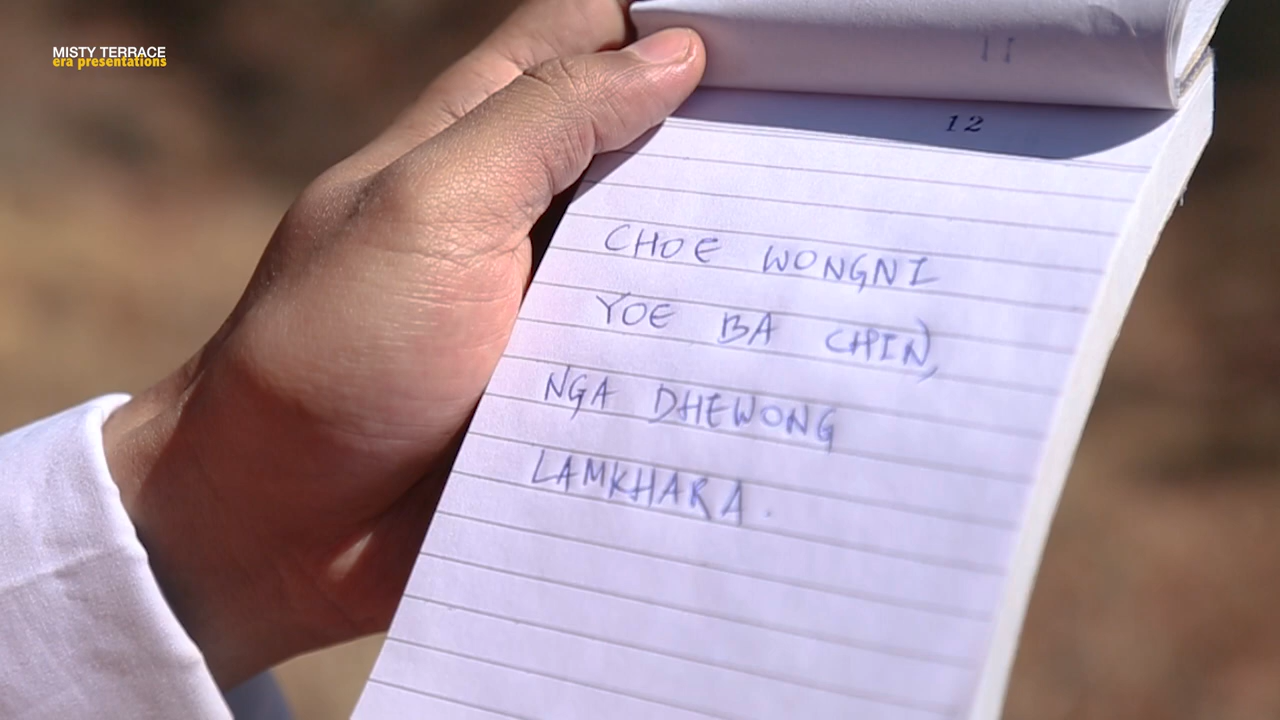 MISTY TERRACE
era presentations
11
12
CHOE WONGNI
YOE BA CHIN,
NGA DHEWONG
LAMKHARA.